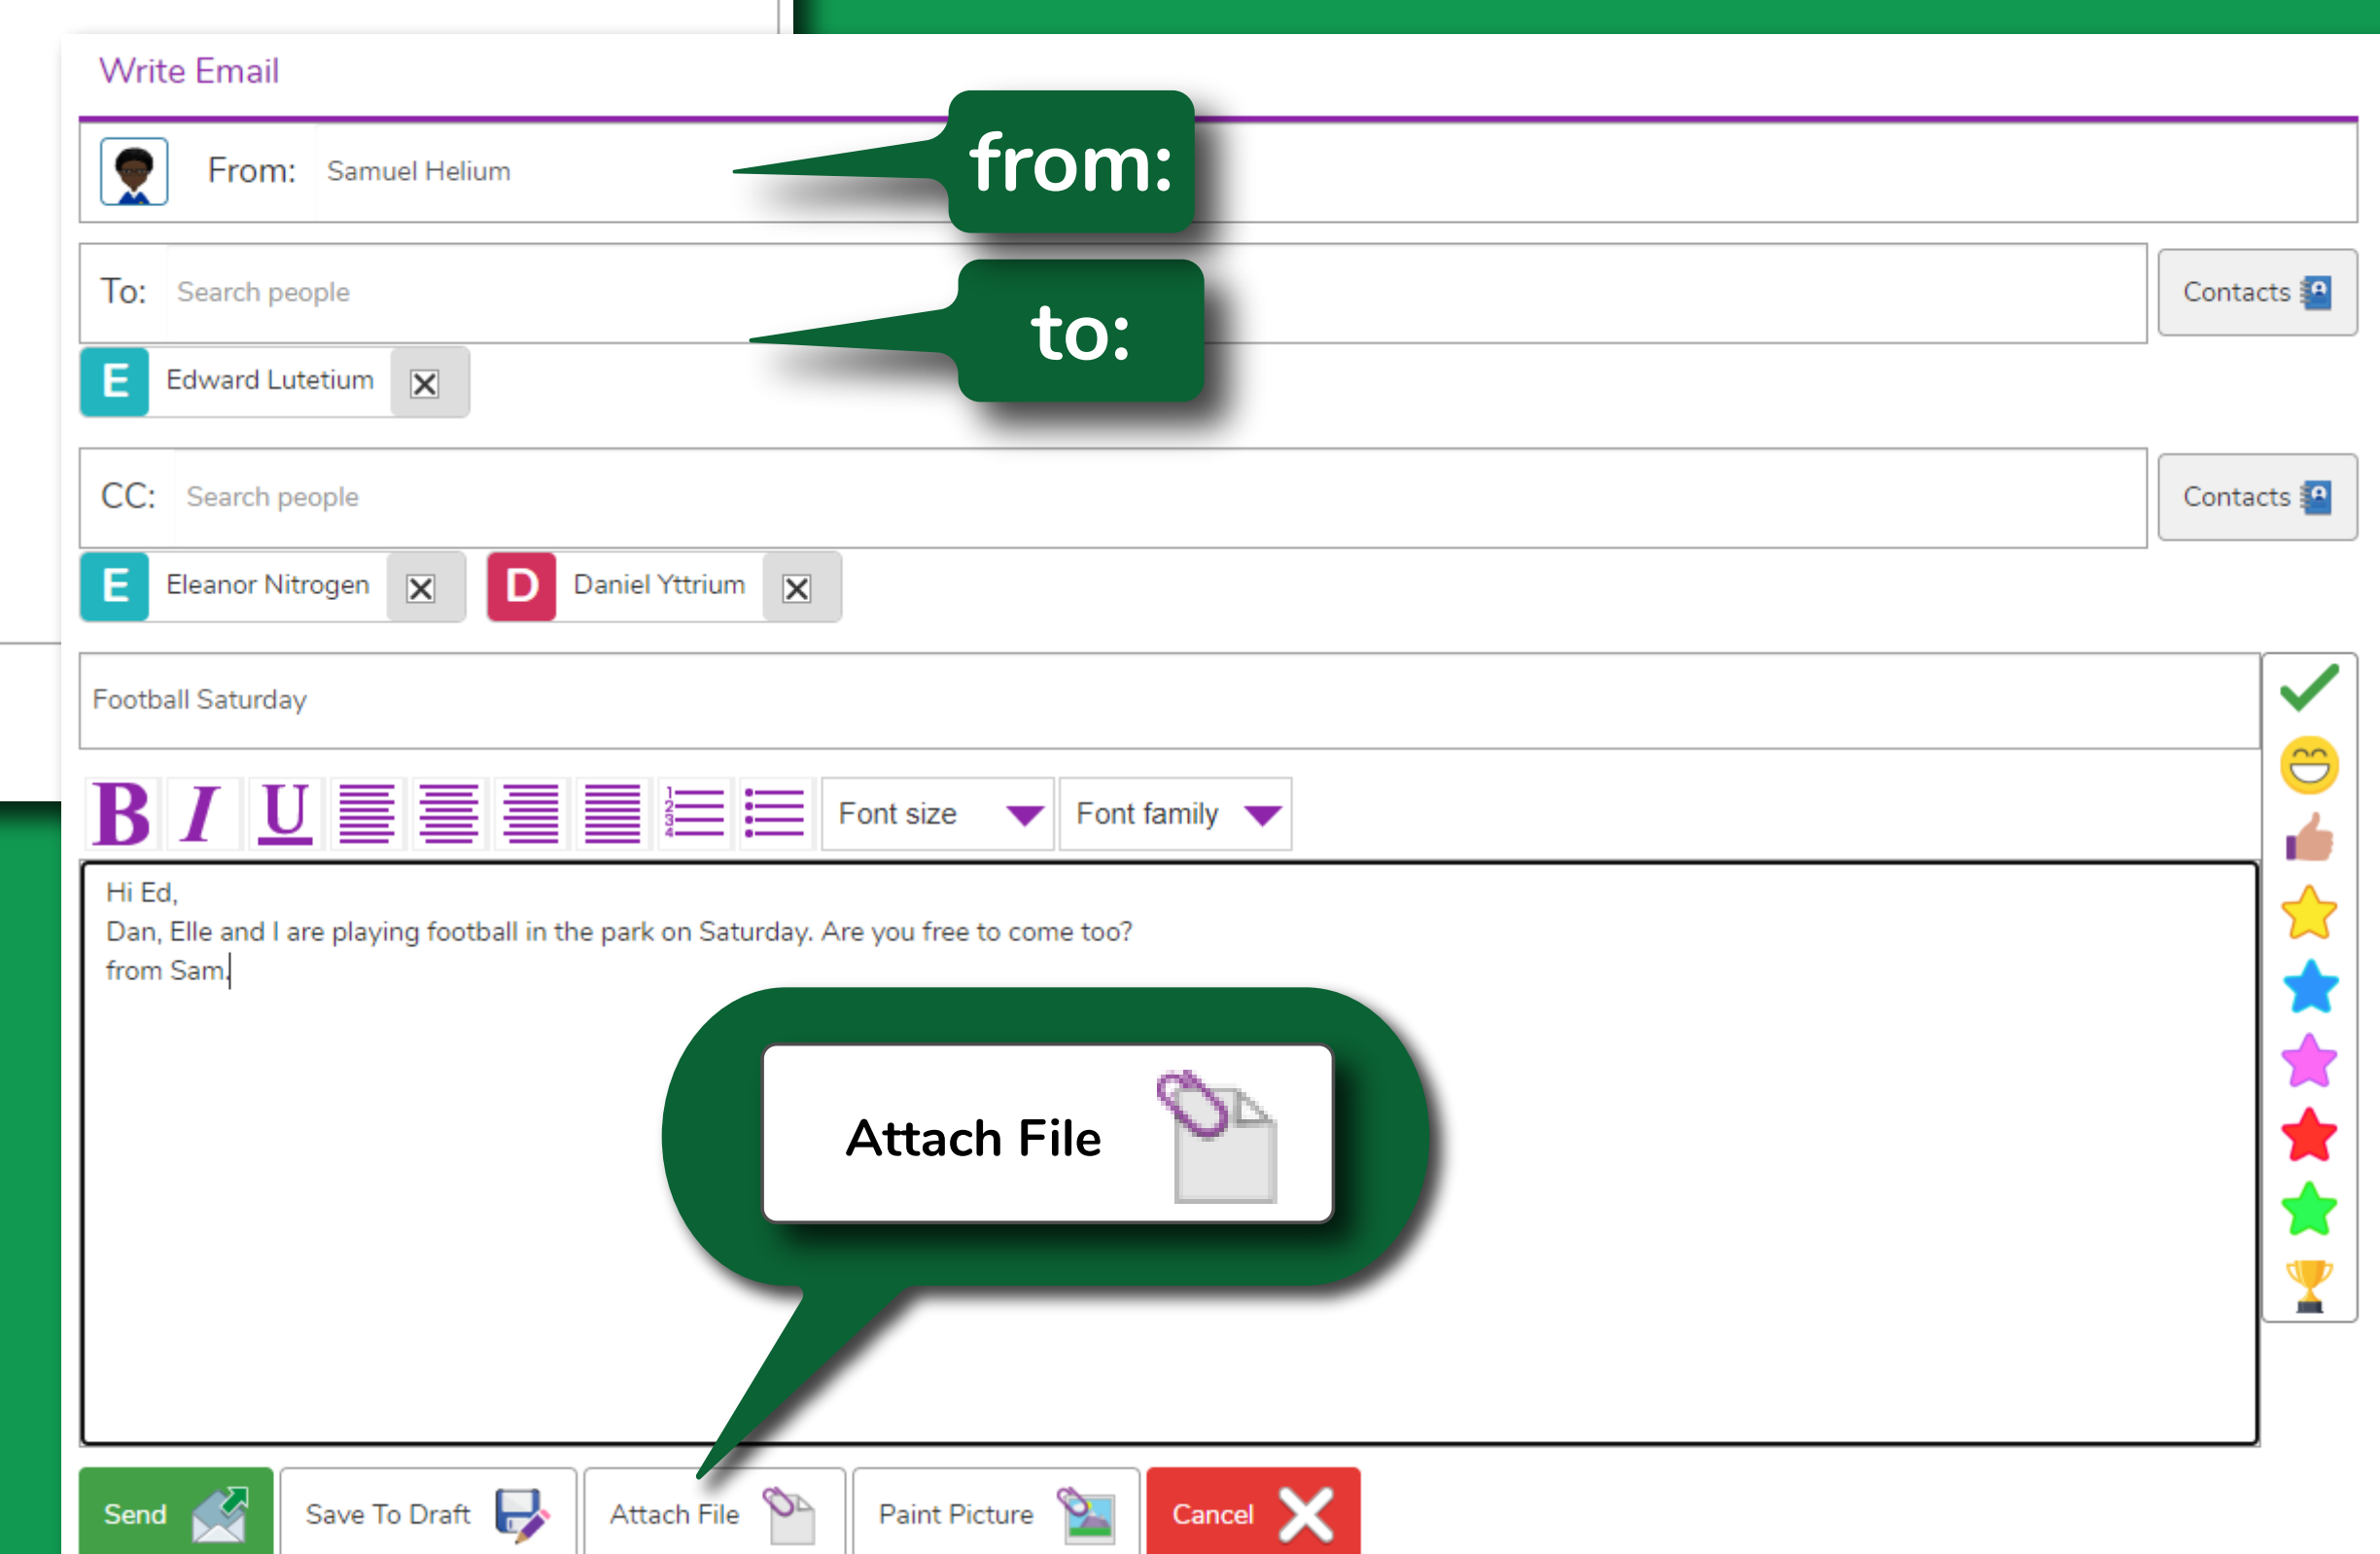 Write Email
From: Samuel Helium
from:
To: Search people
Contacts
to:
E Edward Lutetium
CC: Search people
Contacts
E Eleanor Nitrogen D Daniel Yttrium
Football Saturday
B I U Font size Font family
Hi Ed,
Dan, Elle and I are playing football in the park on Saturday. Are you free to come too?
from Sam.
Attach File
Send Save To Draft Attach File Paint Picture Cancel